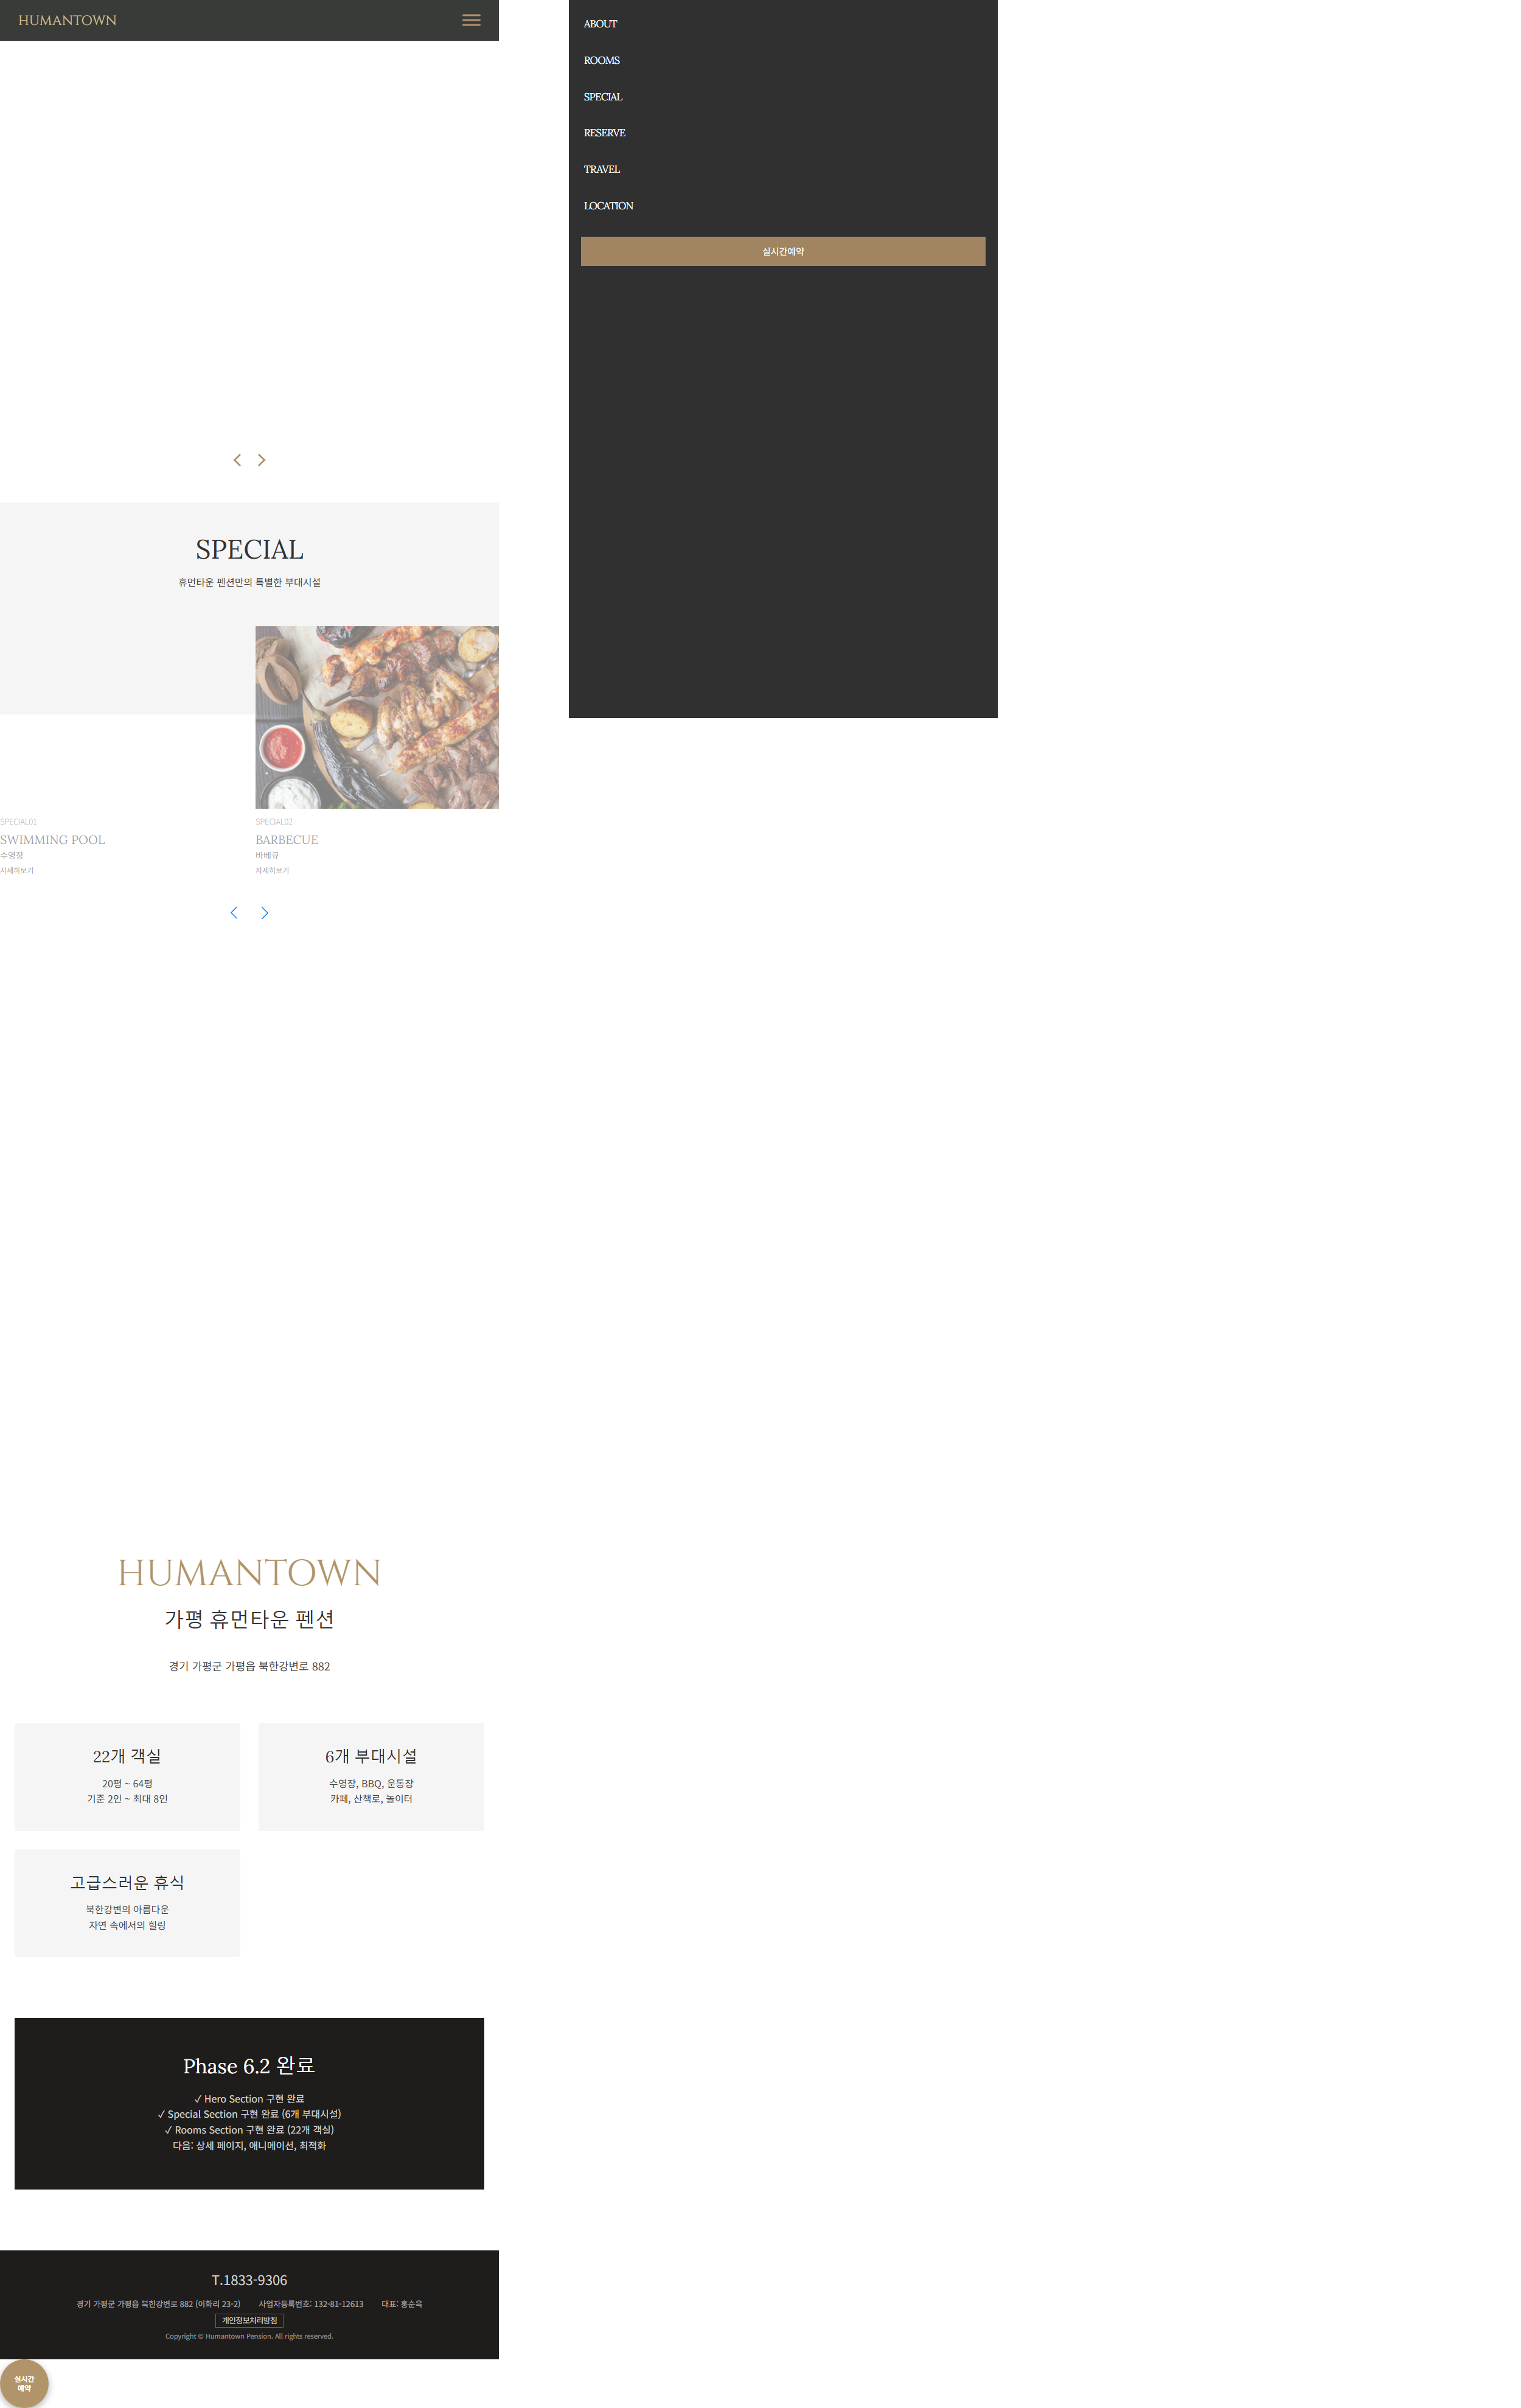 HUMANTOWN
ABOUT
ROOMS
SPECIAL
RESERVE
TRAVEL
LOCATION
실시간예약
SPECIAL
휴먼타운 펜션만의 특별한 부대시설
SPECIAL01
SWIMMING POOL
수영장
자세히보기
SPECIAL02
BARBECUE
바베큐
자세히보기
HUMANTOWN
가평 휴먼타운 펜션
경기 가평군 가평읍 북한강변로 882
22개 객실
20평 ~ 64평
기준 2인 ~ 최대 8인
6개 부대시설
수영장, BBQ, 운동장
카페, 산책로, 놀이터
고급스러운 휴식
북한강변의 아름다운
자연 속에서의 힐링
Phase 6.2 완료
✓ Hero Section 구현 완료
✓ Special Section 구현 완료 (6개 부대시설)
✓ Rooms Section 구현 완료 (22개 객실)
다음: 상세 페이지, 애니메이션, 최적화
T.1833-9306
경기 가평군 가평읍 북한강변로 882 (이화리 23-2) 사업자등록번호: 132-81-12613 대표: 홍순옥
개인정보처리방침
Copyright © Humantown Pension. All rights reserved.
실시간
예약